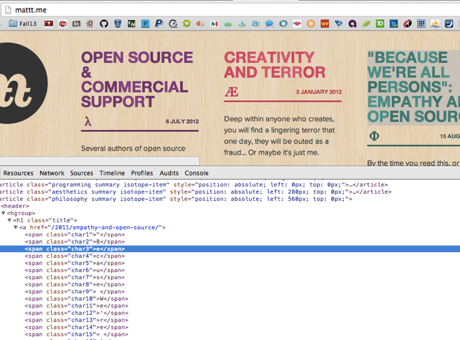 mattt.me
Fall13
OPEN SOURCE
&
COMMERCIAL
SUPPORT
λ
6 JULY 2012
Several authors of open source
CREATIVITY
AND TERROR
Æ
3 JANUARY 2012
Deep within anyone who creates,
you will find a lingering terror that
one day, they will be outed as a
fraud... Or maybe it's just me.
"BECAUSE
WE'RE ALL
PERSONS":
EMPATHY A
OPEN SOURC
Φ
15 AUG
By the time you read this, or
Resources Network Sources Timeline Profiles Audits Console
article class="programming summary isotope-item" style="position: absolute; left: 0px; top: 0px;">…</article>
article class="aesthetics summary isotope-item" style="position: absolute; left: 280px; top: 0px;">…</article>
article class="philosophy summary isotope-item" style="position: absolute; left: 560px; top: 0px;">
<header>
<hgroup>
<h1 class="title">
<a href="/2011/empathy-and-open-source/">
<span class="char1">"</span>
<span class="char2">B</span>
<span class="char3">e</span>
<span class="char4">c</span>
<span class="char5">a</span>
<span class="char6">u</span>
<span class="char7">s</span>
<span class="char8">e</span>
<span class="char9"> </span>
<span class="char10">W</span>
<span class="char11">e</span>
<span class="char12">'</span>
<span class="char13">r</span>
<span class="char14">e</span>
<span class="char15"> </span>